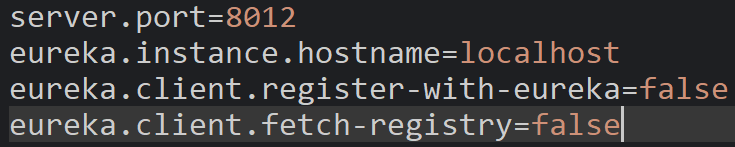 server.port=8012
eureka.instance.hostname=localhost
eureka.client.register-with-eureka=false
eureka.client.fetch-registry=false